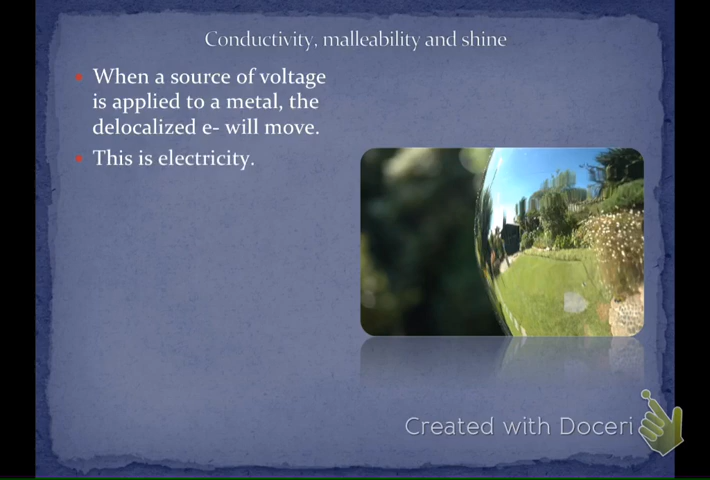 Conductivity, malleability and shine
When a source of voltage
is applied to a metal, the
delocalized e- will move.
This is electricity.
Created with Doceri